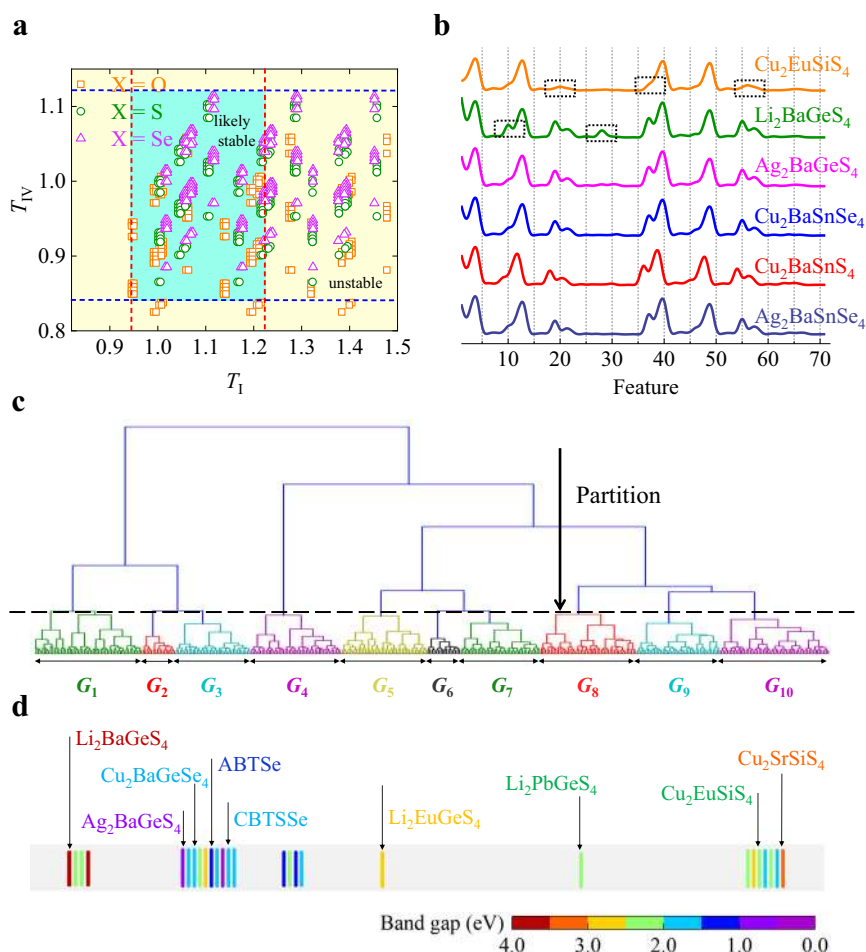 a
X = O
X = S
X = Se
likely
stable
unstable
1.1
1.0
0.9
0.8
T_IV
0.9 1.0 1.1 1.2 1.3 1.4 1.5
T_I
b
Cu₂EuSiS₄
Li₂BaGeS₄
Ag₂BaGeS₄
Cu₂BaSnSe₄
Cu₂BaSnS₄
Ag₂BaSnSe₄
10 20 30 40 50 60 70
Feature
c
Partition
G₁ G₂ G₃ G₄ G₅ G₆ G₇ G₈ G₉ G₁₀
d
Li₂BaGeS₄
Cu₂BaGeSe₄
ABTSe
Ag₂BaGeS₄
CBTSSe
Li₂EuGeS₄
Li₂PbGeS₄
Cu₂EuSiS₄
Cu₂SrSiS₄
Band gap (eV)
4.0 3.0 2.0 1.0 0.0